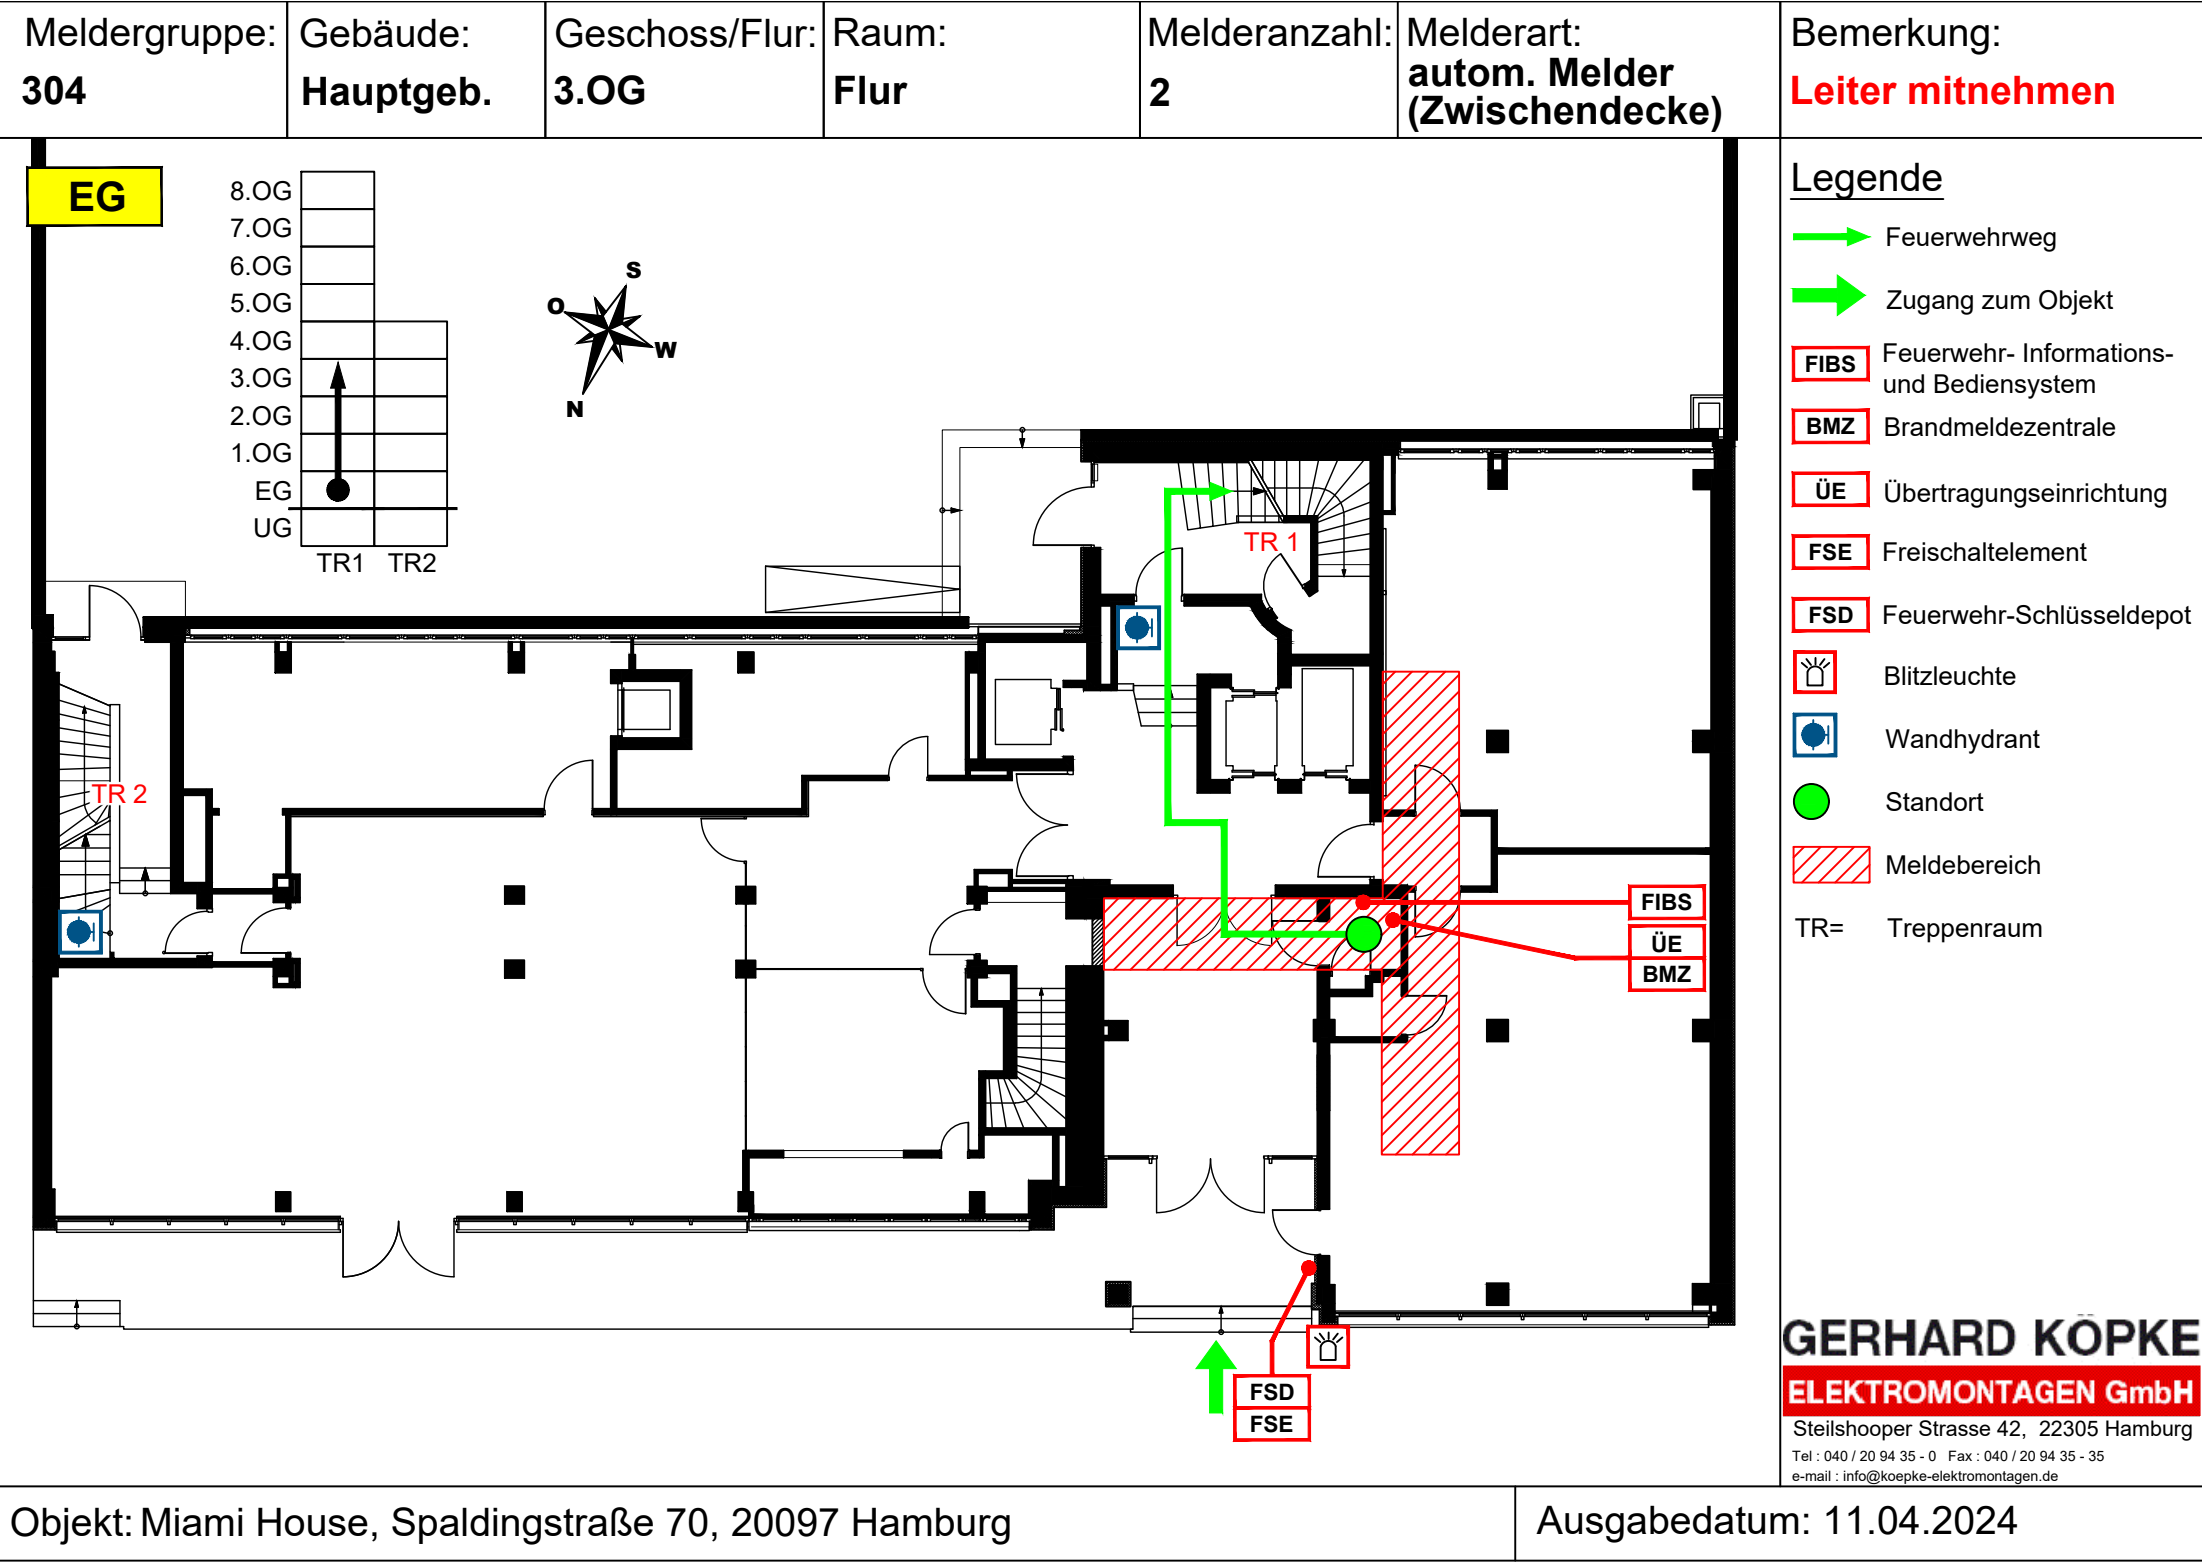 Meldergruppe:
304
Gebäude:
Hauptgeb.
Geschoss/Flur:
3.OG
Raum:
Flur
Melderanzahl:
2
Melderart:
autom. Melder
(Zwischendecke)
Bemerkung:
Leiter mitnehmen
EG
8.OG
7.OG
6.OG
5.OG
4.OG
3.OG
2.OG
1.OG
EG
UG
TR1 TR2
S
O
W
N
TR 1
TR 2
FIBS
ÜE
BMZ
FSD
FSE
Legende
Feuerwehrweg
Zugang zum Objekt
FIBS Feuerwehr- Informations-
und Bediensystem
BMZ Brandmeldezentrale
ÜE Übertragungseinrichtung
FSE Freischaltelement
FSD Feuerwehr-Schlüsseldepot
Blitzleuchte
Wandhydrant
Standort
Meldebereich
TR= Treppenraum
GERHARD KÖPKE
ELEKTROMONTAGEN GmbH
Steilshooper Strasse 42, 22305 Hamburg
Tel : 040 / 20 94 35 - 0 Fax : 040 / 20 94 35 - 35
e-mail : info@koepke-elektromontagen.de
Objekt: Miami House, Spaldingstraße 70, 20097 Hamburg
Ausgabedatum: 11.04.2024